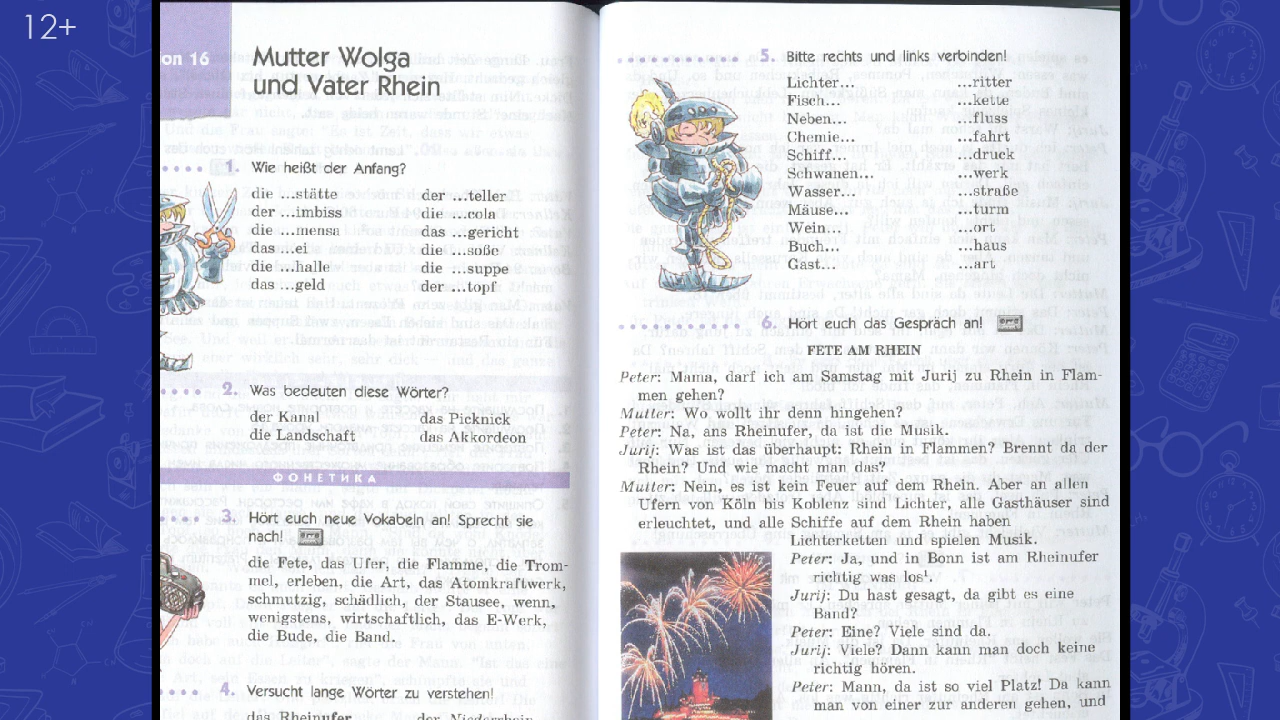 12+
on 16
Mutter Wolga
und Vater Rhein
1. Wie heißt der Anfang?
die ...stätte
der ...imbiss
die ...mensa
das ...ei
die ...halle
das ...geld
der ...teller
die ...cola
das ...gericht
die ...soße
die ...suppe
der ...topf
2. Was bedeuten diese Wörter?
der Kanal
die Landschaft
das Picknick
das Akkordeon
ФОНЕТИКА
3. Hört euch neue Vokabeln an! Sprecht sie
nach!
die Fete, das Ufer, die Flamme, die Trom-
mel, erleben, die Art, das Atomkraftwerk,
schmutzig, schädlich, der Stausee, wenn,
wenigstens, wirtschaftlich, das E-Werk,
die Bude, die Band.
4. Versucht lange Wörter zu verstehen!
das Rheinufer
der Niederrhein
5. Bitte rechts und links verbinden!
Lichter... ...ritter
Fisch... ...kette
Neben... ...fluss
Chemie... ...fahrt
Schiff... ...druck
Schwanen... ...werk
Wasser... ...straße
Mäuse... ...turm
Wein... ...ort
Buch... ...haus
Gast... ...art
6. Hört euch das Gespräch an!
FETE AM RHEIN
Peter: Mama, darf ich am Samstag mit Jurij zu Rhein in Flam-
men gehen?
Mutter: Wo wollt ihr denn hingehen?
Peter: Na, ans Rheinufer, da ist die Musik.
Jurij: Was ist das überhaupt: Rhein in Flammen? Brennt da der
Rhein? Und wie macht man das?
Mutter: Nein, es ist kein Feuer auf dem Rhein. Aber an allen
Ufern von Köln bis Koblenz sind Lichter, alle Gasthäuser sind
erleuchtet, und alle Schiffe auf dem Rhein haben
Lichterketten und spielen Musik.
Peter: Ja, und in Bonn ist am Rheinufer
richtig was los¹.
Jurij: Du hast gesagt, da gibt es eine
Band?
Peter: Eine? Viele sind da.
Jurij: Viele? Dann kann man doch keine
richtig hören.
Peter: Mann, da ist so viel Platz! Da kann
man von einer zur anderen gehen, und